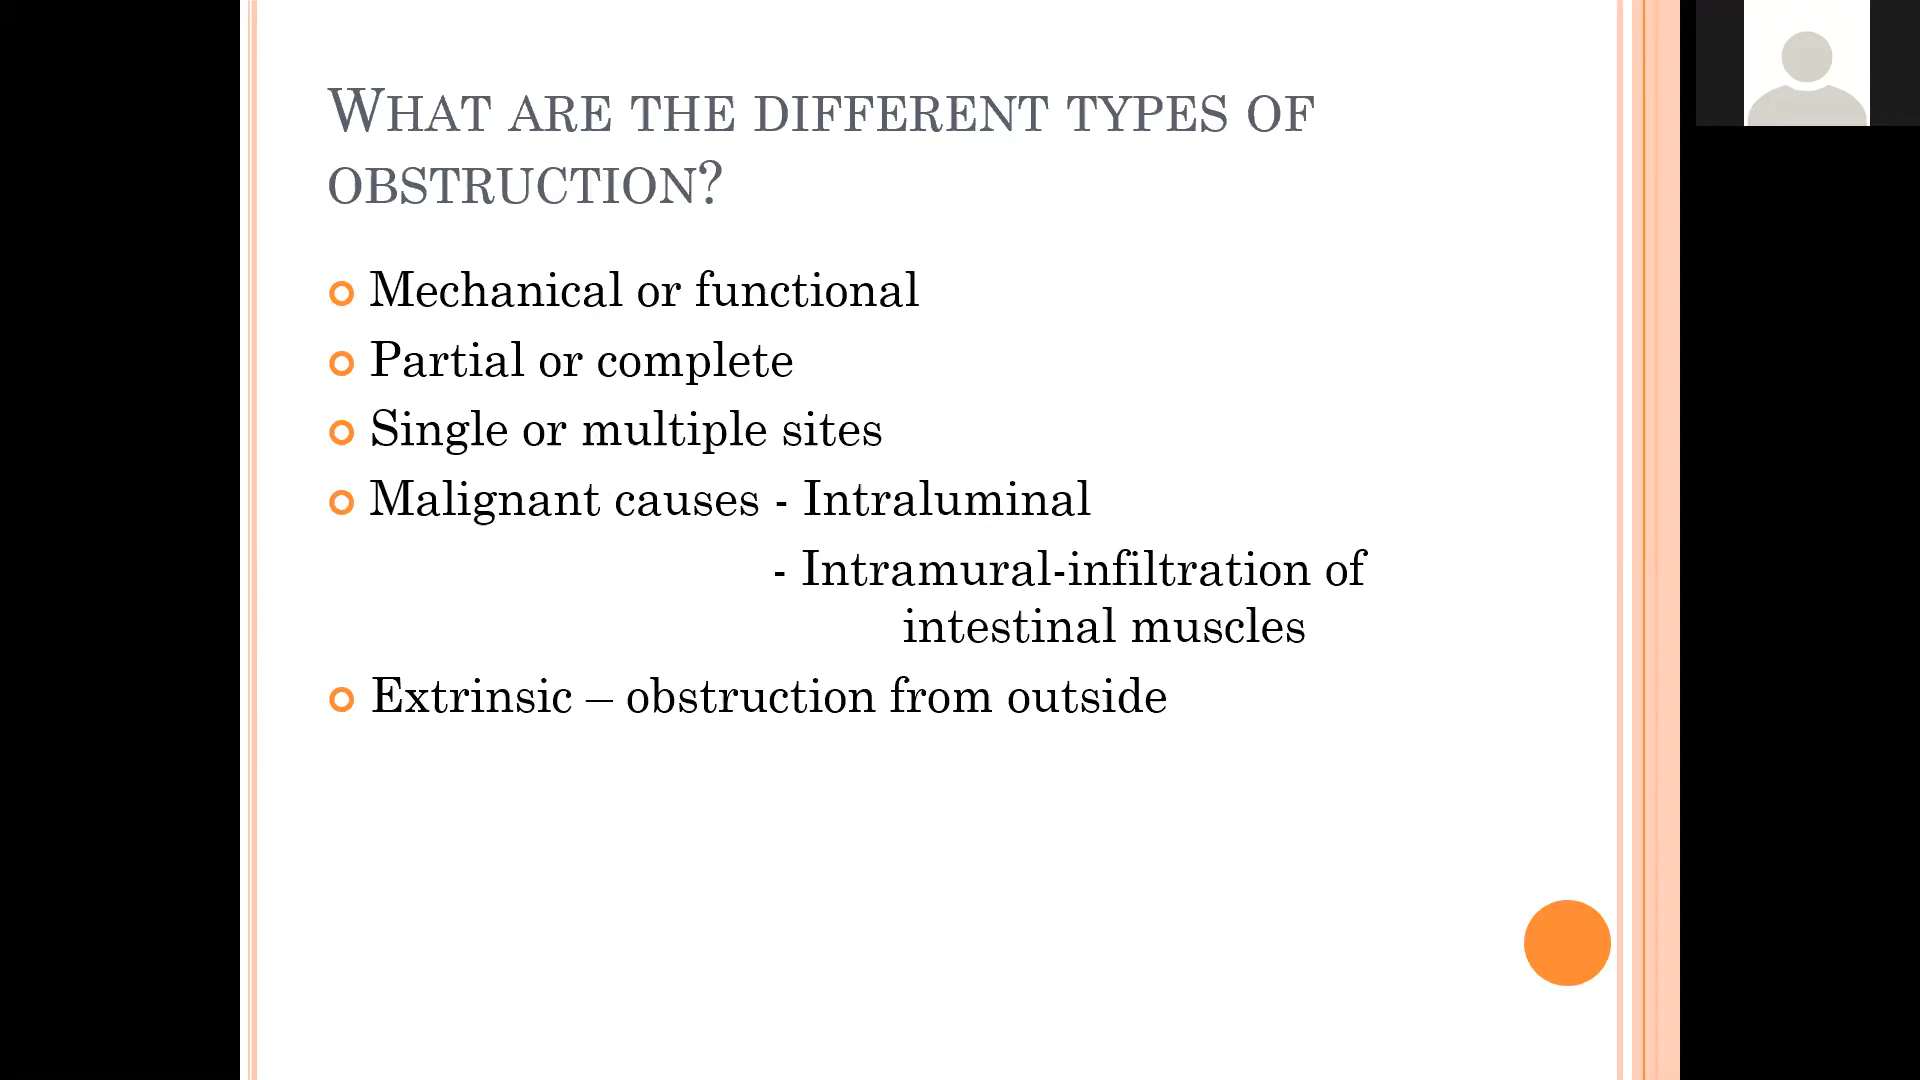 WHAT ARE THE DIFFERENT TYPES OF
OBSTRUCTION?
Mechanical or functional
Partial or complete
Single or multiple sites
Malignant causes - Intraluminal
- Intramural-infiltration of
intestinal muscles
Extrinsic – obstruction from outside